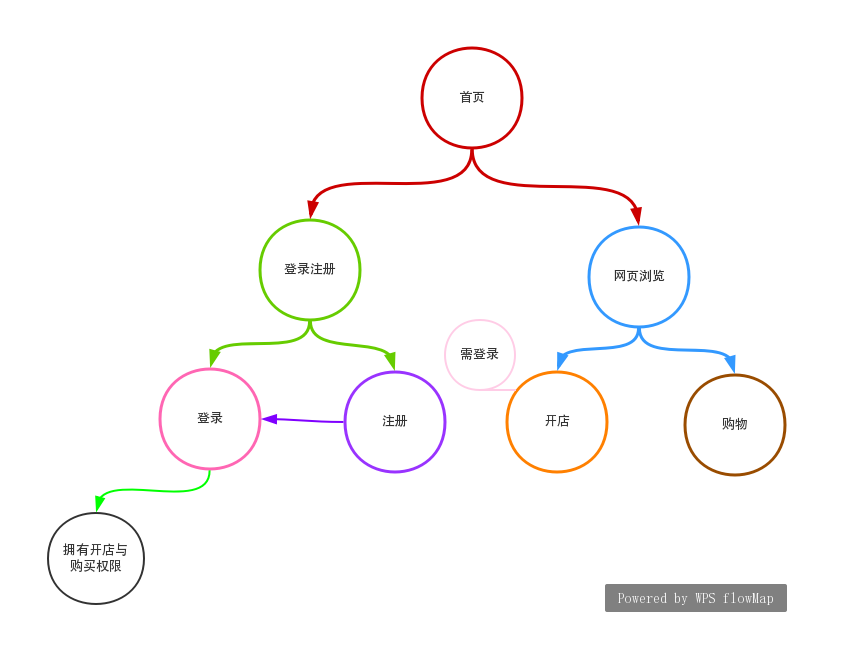 首页
登录注册
网页浏览
需登录
登录
注册
开店
购物
拥有开店与
购买权限
Powered by WPS flowMap